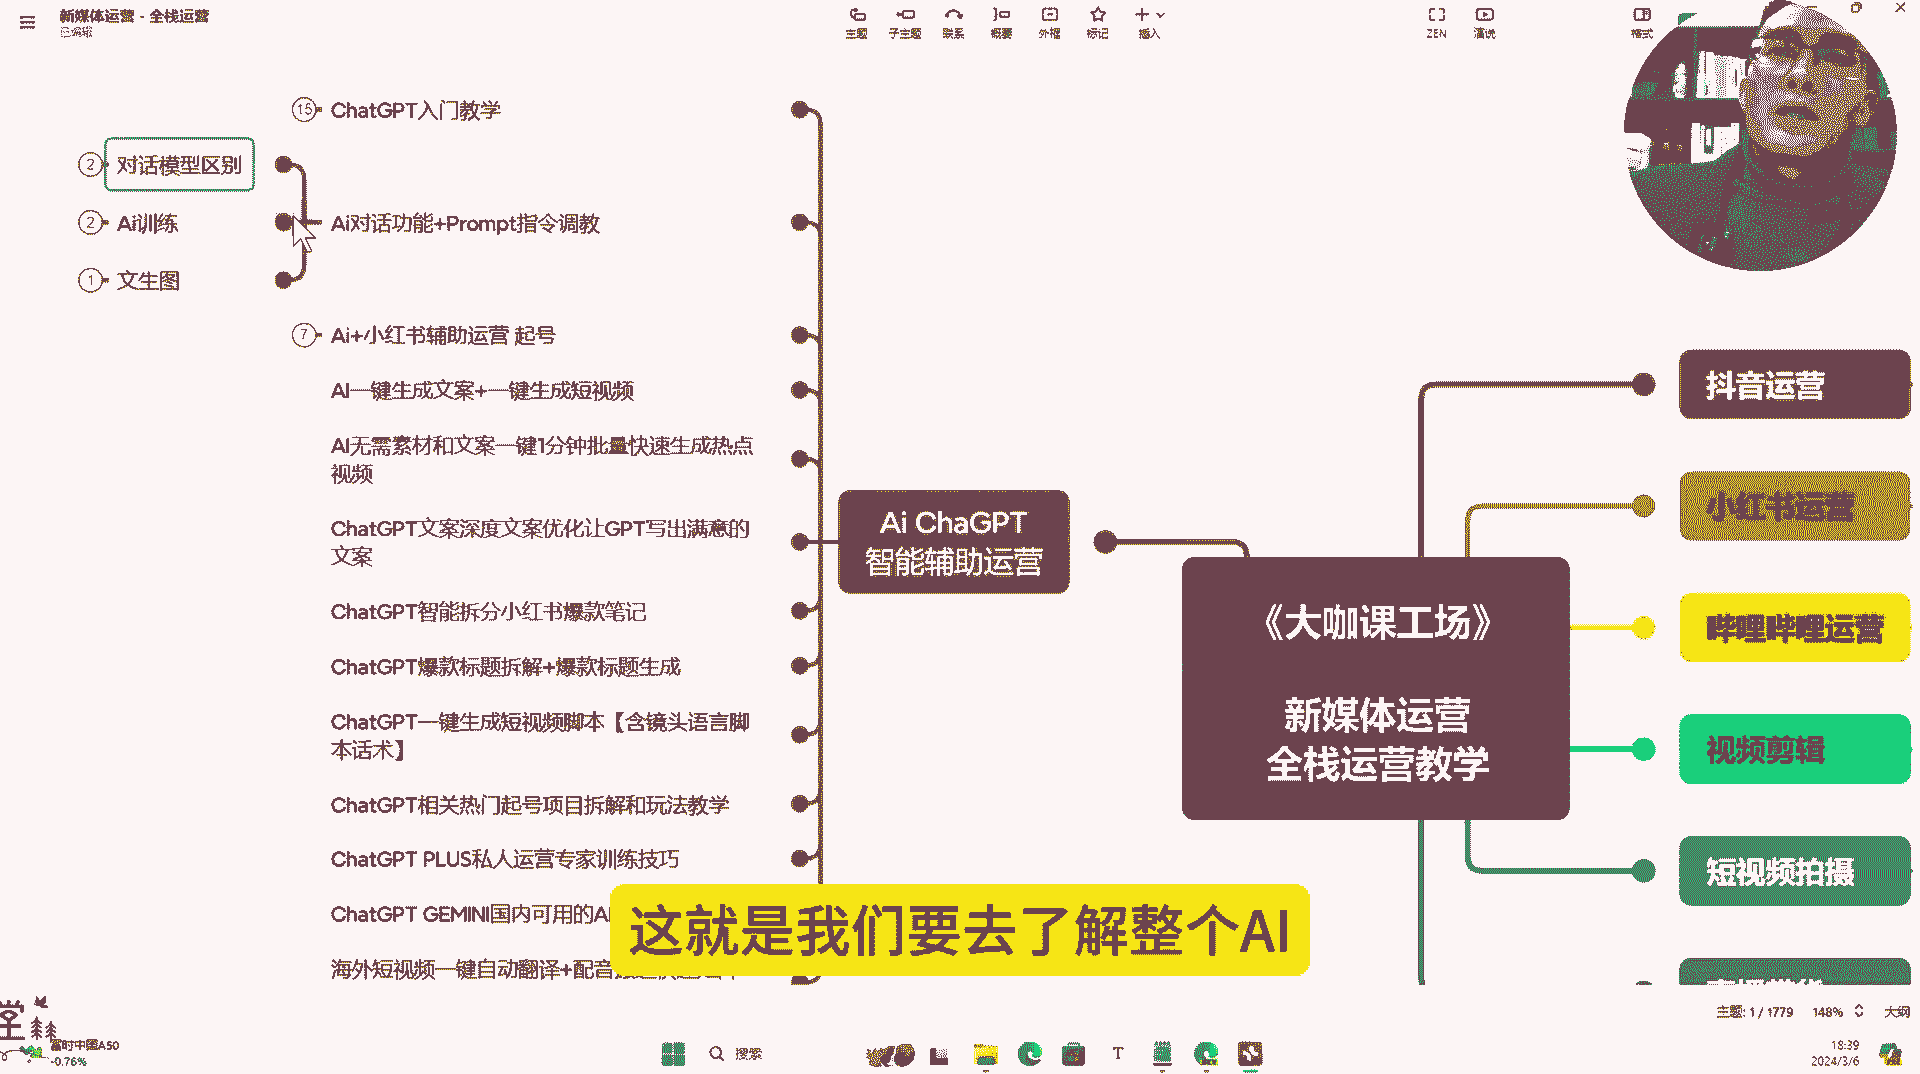 新媒体运营 - 全栈运营
已编辑
主题
子主题
联系
概要
外框
标记
插入
ZEN
演说
格式
15
ChatGPT入门教学
2
对话模型区别
2
Ai训练
Ai对话功能+Prompt指令调教
1
文生图
7
Ai+小红书辅助运营 起号
AI一键生成文案+一键生成短视频
AI无需素材和文案一键1分钟批量快速生成热点
视频
ChatGPT文案深度文案优化让GPT写出满意的
文案
ChatGPT智能拆分小红书爆款笔记
ChatGPT爆款标题拆解+爆款标题生成
ChatGPT一键生成短视频脚本【含镜头语言脚
本话术】
ChatGPT相关热门起号项目拆解和玩法教学
ChatGPT PLUS私人运营专家训练技巧
ChatGPT GEMINI国内可用的AI
海外短视频一键自动翻译+配音
Ai ChaGPT
智能辅助运营
《大咖课工场》
新媒体运营
全栈运营教学
抖音运营
小红书运营
哔哩哔哩运营
视频剪辑
短视频拍摄
这就是我们要去了解整个AI
主题: 1 / 1779
148%
大纲
富时中国A50
-0.76%
搜索
18:39
2024/3/6